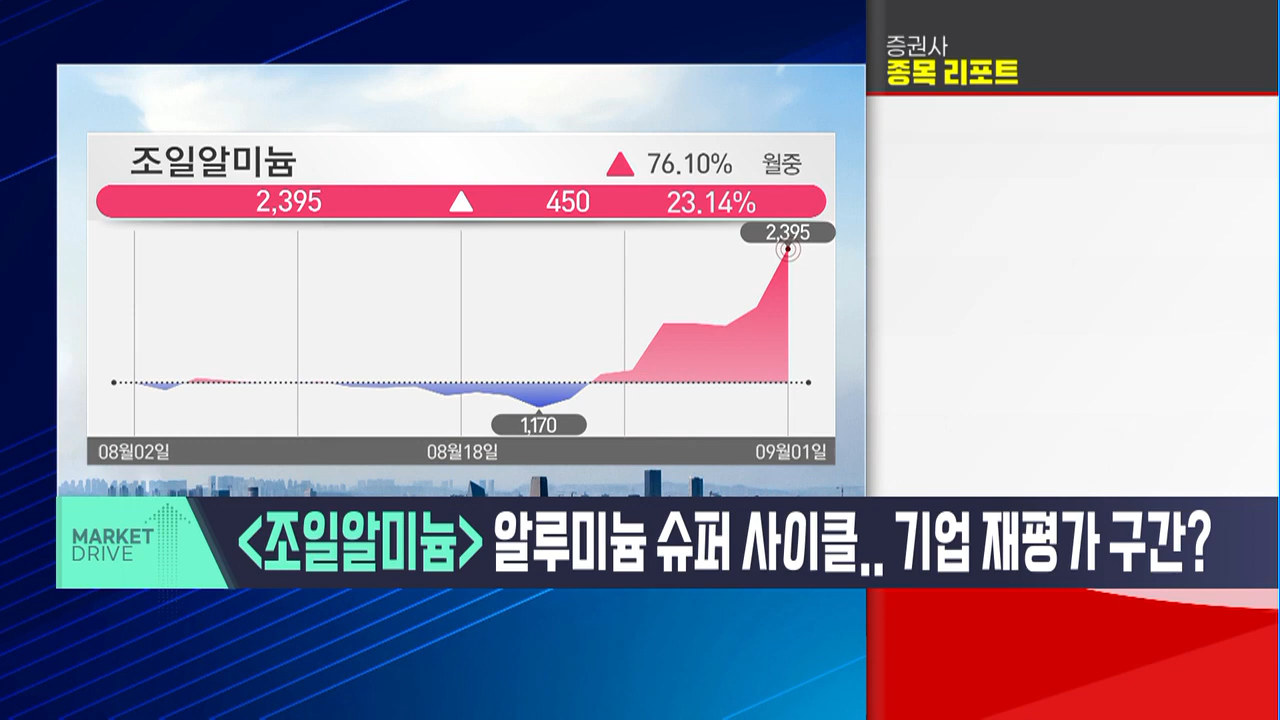 증권사
종목 리포트
조일알미늄 ▲ 76.10% 월중
2,395 ▲ 450 23.14%
2,395
1,170
08월02일 08월18일 09월01일
MARKET
DRIVE
<조일알미늄> 알루미늄 슈퍼 사이클.. 기업 재평가 구간?